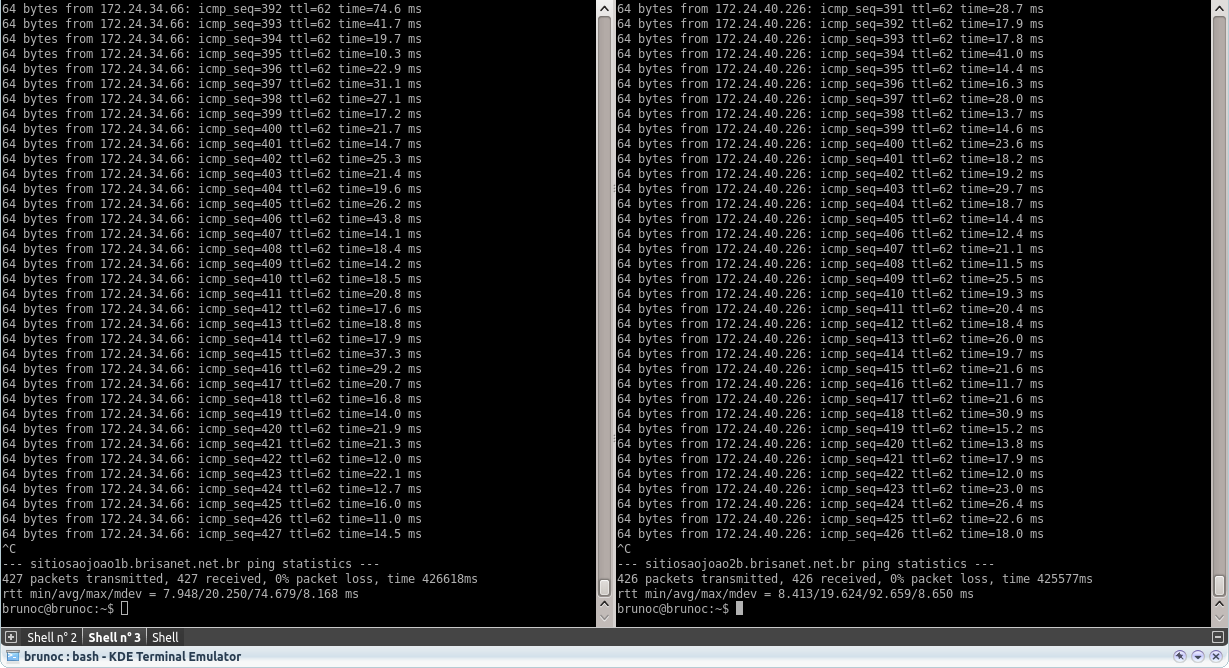 64 bytes from 172.24.34.66: icmp_seq=392 ttl=62 time=74.6 ms
64 bytes from 172.24.34.66: icmp_seq=393 ttl=62 time=41.7 ms
64 bytes from 172.24.34.66: icmp_seq=394 ttl=62 time=19.7 ms
64 bytes from 172.24.34.66: icmp_seq=395 ttl=62 time=10.3 ms
64 bytes from 172.24.34.66: icmp_seq=396 ttl=62 time=22.9 ms
64 bytes from 172.24.34.66: icmp_seq=397 ttl=62 time=31.1 ms
64 bytes from 172.24.34.66: icmp_seq=398 ttl=62 time=27.1 ms
64 bytes from 172.24.34.66: icmp_seq=399 ttl=62 time=17.2 ms
64 bytes from 172.24.34.66: icmp_seq=400 ttl=62 time=21.7 ms
64 bytes from 172.24.34.66: icmp_seq=401 ttl=62 time=14.7 ms
64 bytes from 172.24.34.66: icmp_seq=402 ttl=62 time=25.3 ms
64 bytes from 172.24.34.66: icmp_seq=403 ttl=62 time=21.4 ms
64 bytes from 172.24.34.66: icmp_seq=404 ttl=62 time=19.6 ms
64 bytes from 172.24.34.66: icmp_seq=405 ttl=62 time=26.2 ms
64 bytes from 172.24.34.66: icmp_seq=406 ttl=62 time=43.8 ms
64 bytes from 172.24.34.66: icmp_seq=407 ttl=62 time=14.1 ms
64 bytes from 172.24.34.66: icmp_seq=408 ttl=62 time=18.4 ms
64 bytes from 172.24.34.66: icmp_seq=409 ttl=62 time=14.2 ms
64 bytes from 172.24.34.66: icmp_seq=410 ttl=62 time=18.5 ms
64 bytes from 172.24.34.66: icmp_seq=411 ttl=62 time=20.8 ms
64 bytes from 172.24.34.66: icmp_seq=412 ttl=62 time=17.6 ms
64 bytes from 172.24.34.66: icmp_seq=413 ttl=62 time=18.8 ms
64 bytes from 172.24.34.66: icmp_seq=414 ttl=62 time=17.9 ms
64 bytes from 172.24.34.66: icmp_seq=415 ttl=62 time=37.3 ms
64 bytes from 172.24.34.66: icmp_seq=416 ttl=62 time=29.2 ms
64 bytes from 172.24.34.66: icmp_seq=417 ttl=62 time=20.7 ms
64 bytes from 172.24.34.66: icmp_seq=418 ttl=62 time=16.8 ms
64 bytes from 172.24.34.66: icmp_seq=419 ttl=62 time=14.0 ms
64 bytes from 172.24.34.66: icmp_seq=420 ttl=62 time=21.9 ms
64 bytes from 172.24.34.66: icmp_seq=421 ttl=62 time=21.3 ms
64 bytes from 172.24.34.66: icmp_seq=422 ttl=62 time=12.0 ms
64 bytes from 172.24.34.66: icmp_seq=423 ttl=62 time=22.1 ms
64 bytes from 172.24.34.66: icmp_seq=424 ttl=62 time=12.7 ms
64 bytes from 172.24.34.66: icmp_seq=425 ttl=62 time=16.0 ms
64 bytes from 172.24.34.66: icmp_seq=426 ttl=62 time=11.0 ms
64 bytes from 172.24.34.66: icmp_seq=427 ttl=62 time=14.5 ms
^C
--- sitiosaojoao1b.brisanet.net.br ping statistics ---
427 packets transmitted, 427 received, 0% packet loss, time 426618ms
rtt min/avg/max/mdev = 7.948/20.250/74.679/8.168 ms
brunoc@brunoc:~$
64 bytes from 172.24.40.226: icmp_seq=391 ttl=62 time=28.7 ms
64 bytes from 172.24.40.226: icmp_seq=392 ttl=62 time=17.9 ms
64 bytes from 172.24.40.226: icmp_seq=393 ttl=62 time=17.8 ms
64 bytes from 172.24.40.226: icmp_seq=394 ttl=62 time=41.0 ms
64 bytes from 172.24.40.226: icmp_seq=395 ttl=62 time=14.4 ms
64 bytes from 172.24.40.226: icmp_seq=396 ttl=62 time=16.3 ms
64 bytes from 172.24.40.226: icmp_seq=397 ttl=62 time=28.0 ms
64 bytes from 172.24.40.226: icmp_seq=398 ttl=62 time=13.7 ms
64 bytes from 172.24.40.226: icmp_seq=399 ttl=62 time=14.6 ms
64 bytes from 172.24.40.226: icmp_seq=400 ttl=62 time=23.6 ms
64 bytes from 172.24.40.226: icmp_seq=401 ttl=62 time=18.2 ms
64 bytes from 172.24.40.226: icmp_seq=402 ttl=62 time=19.2 ms
64 bytes from 172.24.40.226: icmp_seq=403 ttl=62 time=29.7 ms
64 bytes from 172.24.40.226: icmp_seq=404 ttl=62 time=18.7 ms
64 bytes from 172.24.40.226: icmp_seq=405 ttl=62 time=14.4 ms
64 bytes from 172.24.40.226: icmp_seq=406 ttl=62 time=12.4 ms
64 bytes from 172.24.40.226: icmp_seq=407 ttl=62 time=21.1 ms
64 bytes from 172.24.40.226: icmp_seq=408 ttl=62 time=11.5 ms
64 bytes from 172.24.40.226: icmp_seq=409 ttl=62 time=25.5 ms
64 bytes from 172.24.40.226: icmp_seq=410 ttl=62 time=19.3 ms
64 bytes from 172.24.40.226: icmp_seq=411 ttl=62 time=20.4 ms
64 bytes from 172.24.40.226: icmp_seq=412 ttl=62 time=18.4 ms
64 bytes from 172.24.40.226: icmp_seq=413 ttl=62 time=26.0 ms
64 bytes from 172.24.40.226: icmp_seq=414 ttl=62 time=19.7 ms
64 bytes from 172.24.40.226: icmp_seq=415 ttl=62 time=21.6 ms
64 bytes from 172.24.40.226: icmp_seq=416 ttl=62 time=11.7 ms
64 bytes from 172.24.40.226: icmp_seq=417 ttl=62 time=21.6 ms
64 bytes from 172.24.40.226: icmp_seq=418 ttl=62 time=30.9 ms
64 bytes from 172.24.40.226: icmp_seq=419 ttl=62 time=15.2 ms
64 bytes from 172.24.40.226: icmp_seq=420 ttl=62 time=13.8 ms
64 bytes from 172.24.40.226: icmp_seq=421 ttl=62 time=17.9 ms
64 bytes from 172.24.40.226: icmp_seq=422 ttl=62 time=12.0 ms
64 bytes from 172.24.40.226: icmp_seq=423 ttl=62 time=23.0 ms
64 bytes from 172.24.40.226: icmp_seq=424 ttl=62 time=26.4 ms
64 bytes from 172.24.40.226: icmp_seq=425 ttl=62 time=22.6 ms
64 bytes from 172.24.40.226: icmp_seq=426 ttl=62 time=18.0 ms
^C
--- sitiosaojoao2b.brisanet.net.br ping statistics ---
426 packets transmitted, 426 received, 0% packet loss, time 425577ms
rtt min/avg/max/mdev = 8.413/19.624/92.659/8.650 ms
brunoc@brunoc:~$
Shell n° 2 Shell n° 3 Shell
brunoc : bash - KDE Terminal Emulator